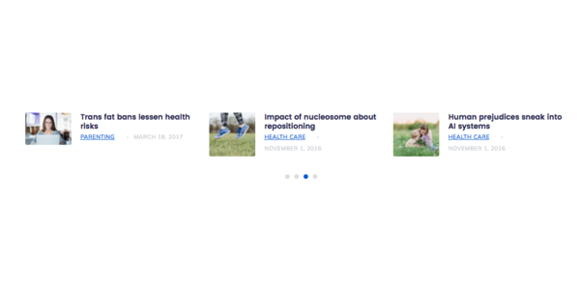 Trans fat bans lessen health
risks
PARENTING - MARCH 18, 2017
Impact of nucleosome about
repositioning
HEALTH CARE -
NOVEMBER 1, 2016
Human prejudices sneak into
AI systems
HEALTH CARE -
NOVEMBER 1, 2016